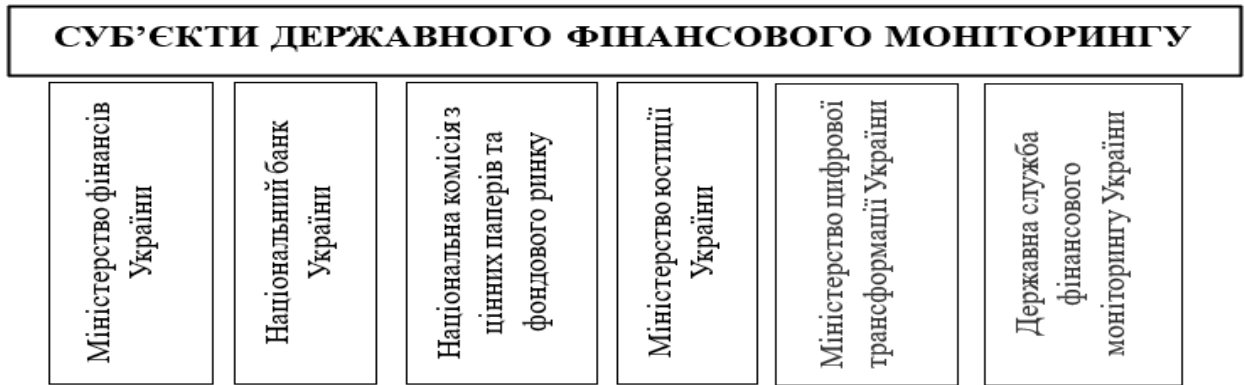 СУБ’ЄКТИ ДЕРЖАВНОГО ФІНАНСОВОГО МОНІТОРИНГУ
Міністерство фінансів
України
Національний банк
України
Національна комісія з
цінних паперів та
фондового ринку
Міністерство юстиції
України
Міністерство цифрової
трансформації України
Державна служба
фінансового
моніторингу України